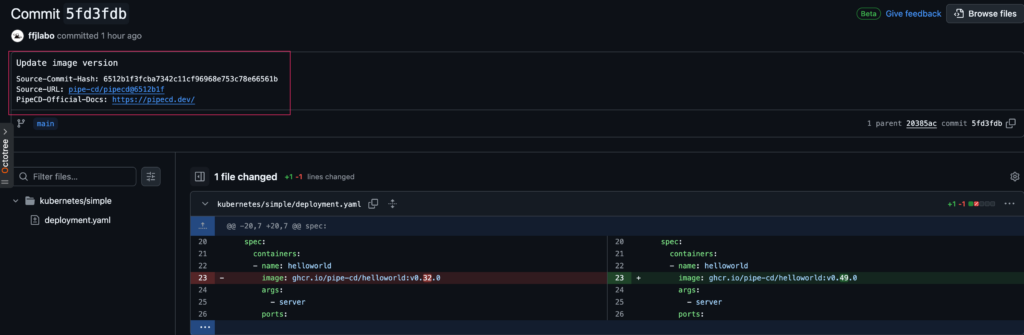 Commit 5fd3fdb
Beta Give feedback Browse files
ffjlabo committed 1 hour ago
Update image version
Source-Commit-Hash: 6512b1f3fcba7342c11cf96968e753c78e66561b
Source-URL: pipe-cd/pipecd@6512b1f
PipeCD-Official-Docs: https://pipecd.dev/
main
1 parent 20385ac commit 5fd3fdb
Octotree
Filter files...
kubernetes/simple
deployment.yaml
1 file changed +1 -1 lines changed
kubernetes/simple/deployment.yaml
+1 -1
@@ -20,7 +20,7 @@ spec:
20 spec:
21 containers:
22 - name: helloworld
23 - image: ghcr.io/pipe-cd/helloworld:v0.32.0
24 args:
25 - server
26 ports:
20 spec:
21 containers:
22 - name: helloworld
23 + image: ghcr.io/pipe-cd/helloworld:v0.49.0
24 args:
25 - server
26 ports: